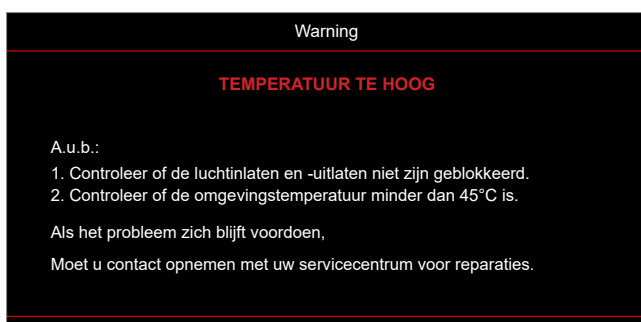 Warning
TEMPERATUUR TE HOOG
A.u.b.:
1. Controleer of de luchtinlaten en -uitlaten niet zijn geblokkeerd.
2. Controleer of de omgevingstemperatuur minder dan 45°C is.
Als het probleem zich blijft voordoen,
Moet u contact opnemen met uw servicecentrum voor reparaties.